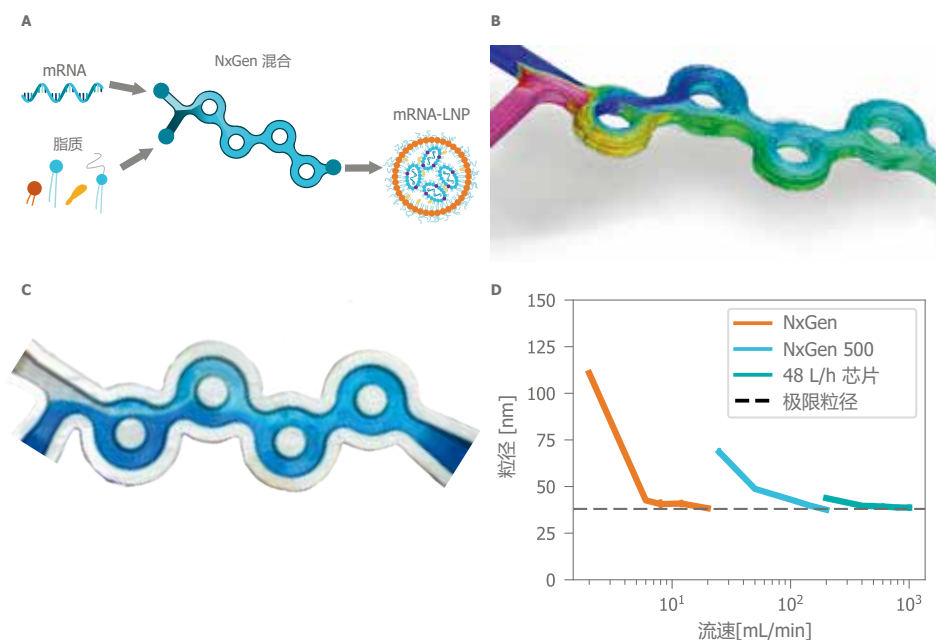 A
B
NxGen 混合
mRNA
mRNA-LNP
脂质
C
D
150
125
100
75
50
25
0
粒径 [nm]
NxGen
NxGen 500
48 L/h 芯片
极限粒径
10¹
10²
10³
流速[mL/min]